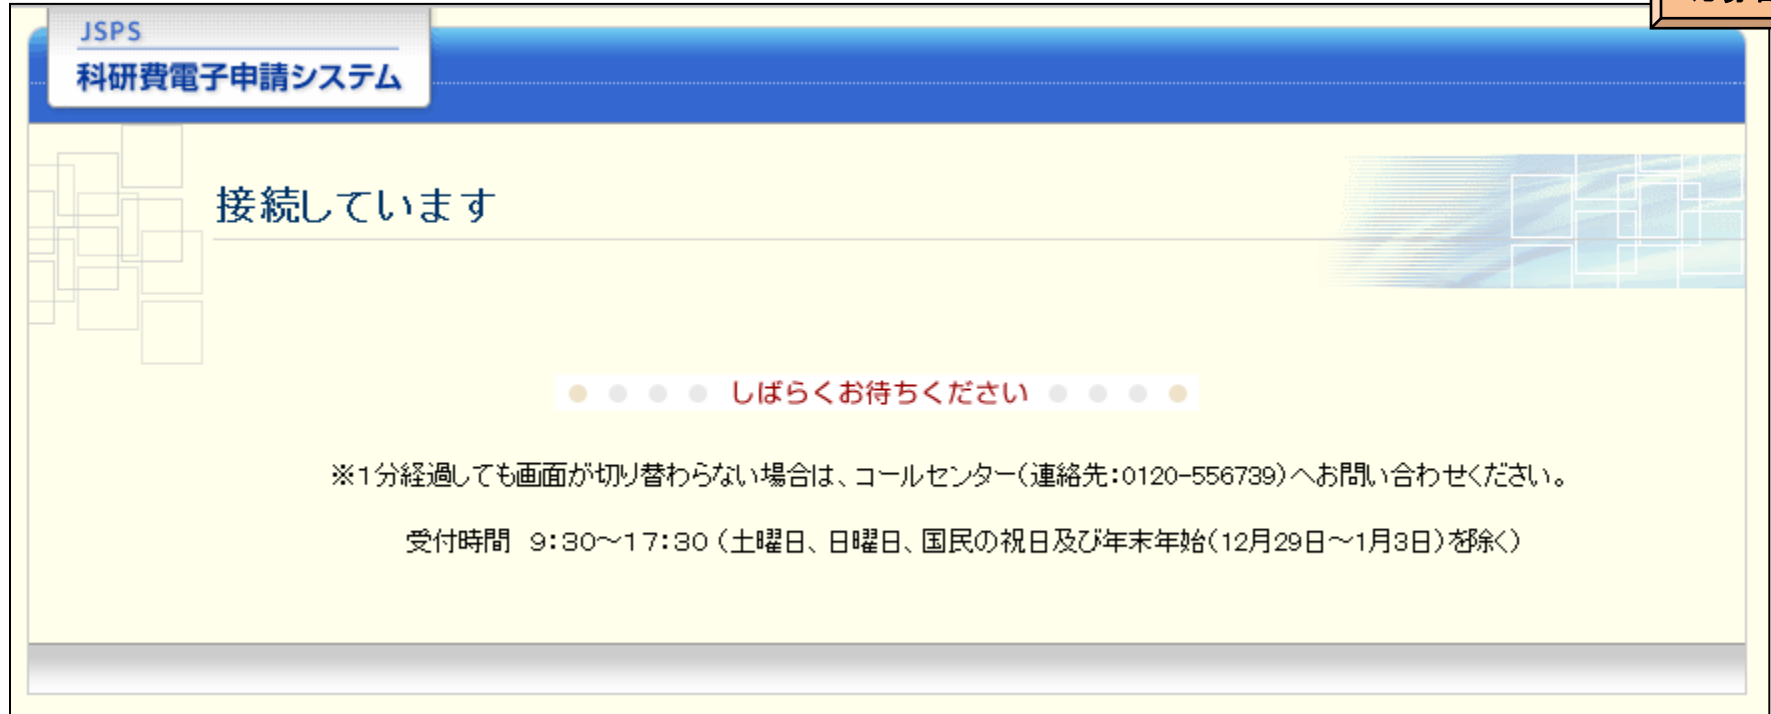 JSPS
科研費電子申請システム
接続しています
しばらくお待ちください
※1分経過しても画面が切り替わらない場合は、コールセンター(連絡先:0120-556739)へお問い合わせください。
受付時間 9:30～17:30 (土曜日、日曜日、国民の祝日及び年末年始(12月29日～1月3日)を除く)